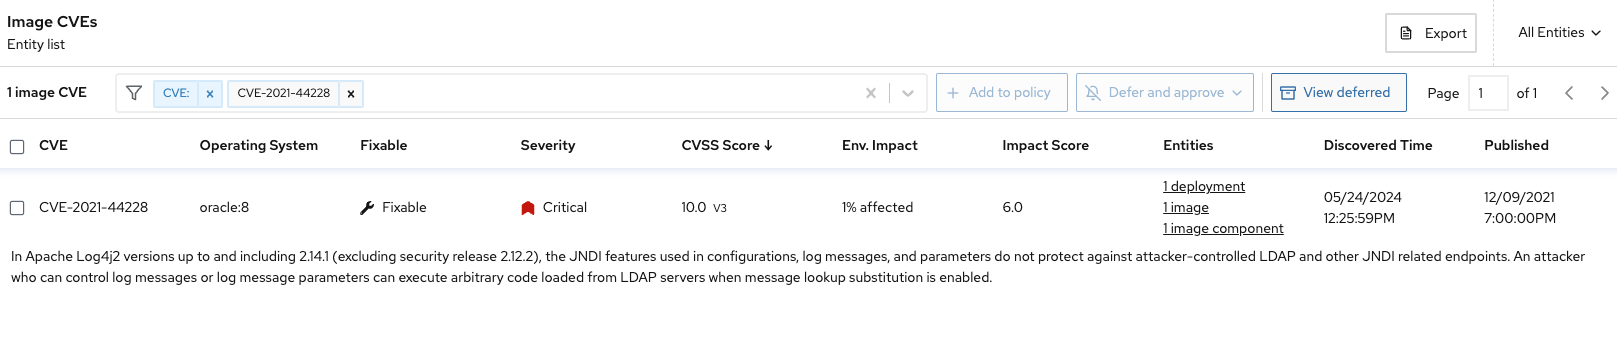 Image CVEs
Entity list
Export
All Entities
1 image CVE
CVE:
CVE-2021-44228
Add to policy
Defer and approve
View deferred
Page 1 of 1
CVE Operating System Fixable Severity CVSS Score Env. Impact Impact Score Entities Discovered Time Published
CVE-2021-44228 oracle:8 Fixable Critical 10.0 V3 1% affected 6.0
1 deployment
1 image
1 image component
05/24/2024
12:25:59PM
12/09/2021
7:00:00PM
In Apache Log4j2 versions up to and including 2.14.1 (excluding security release 2.12.2), the JNDI features used in configurations, log messages, and parameters do not protect against attacker-controlled LDAP and other JNDI related endpoints. An attacker
who can control log messages or log message parameters can execute arbitrary code loaded from LDAP servers when message lookup substitution is enabled.